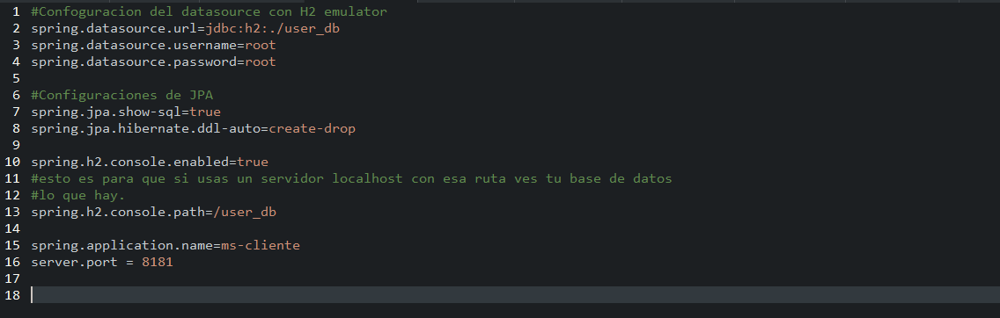 1 #Confoguracion del datasource con H2 emulator
2 spring.datasource.url=jdbc:h2:./user_db
3 spring.datasource.username=root
4 spring.datasource.password=root
5
6 #Configuraciones de JPA
7 spring.jpa.show-sql=true
8 spring.jpa.hibernate.ddl-auto=create-drop
9
10 spring.h2.console.enabled=true
11 #esto es para que si usas un servidor localhost con esa ruta ves tu base de datos
12 #lo que hay.
13 spring.h2.console.path=/user_db
14
15 spring.application.name=ms-cliente
16 server.port = 8181
17
18